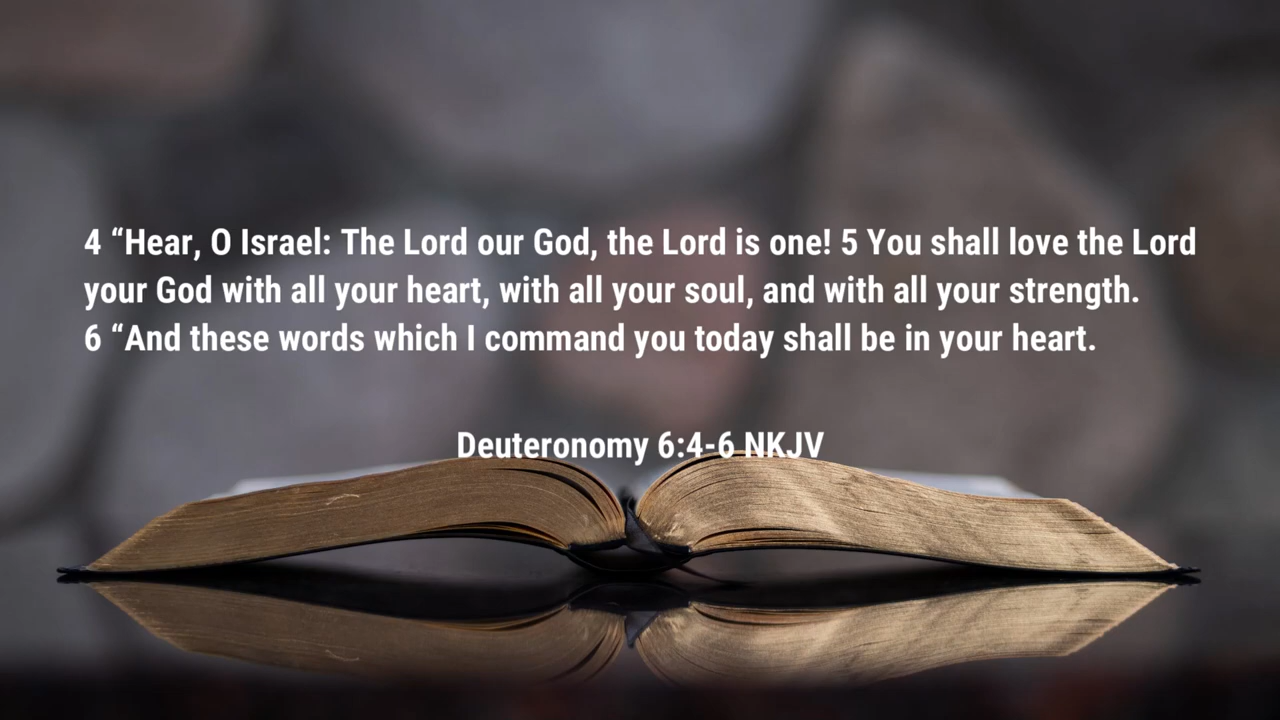 4 “Hear, O Israel: The Lord our God, the Lord is one! 5 You shall love the Lord
your God with all your heart, with all your soul, and with all your strength.
6 “And these words which I command you today shall be in your heart.
Deuteronomy 6:4-6 NKJV